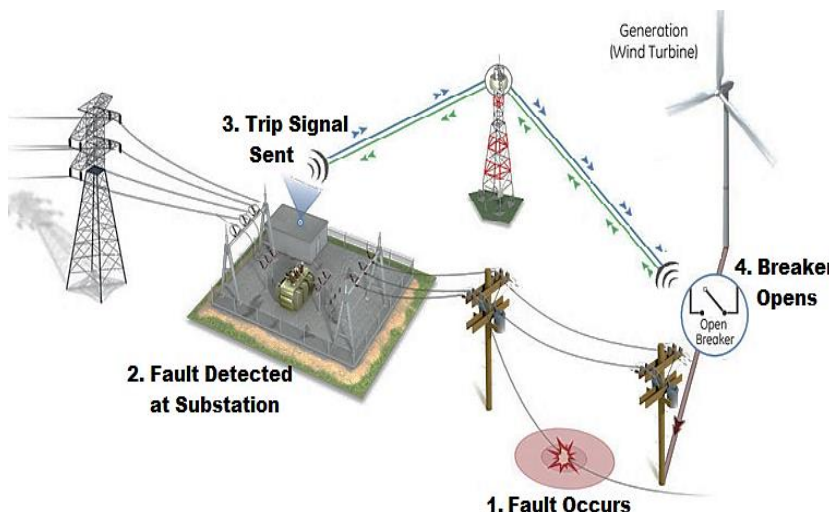 Generation
(Wind Turbine)
3. Trip Signal
Sent
4. Breaker
Opens
Open
Breaker
2. Fault Detected
at Substation
1. Fault Occurs